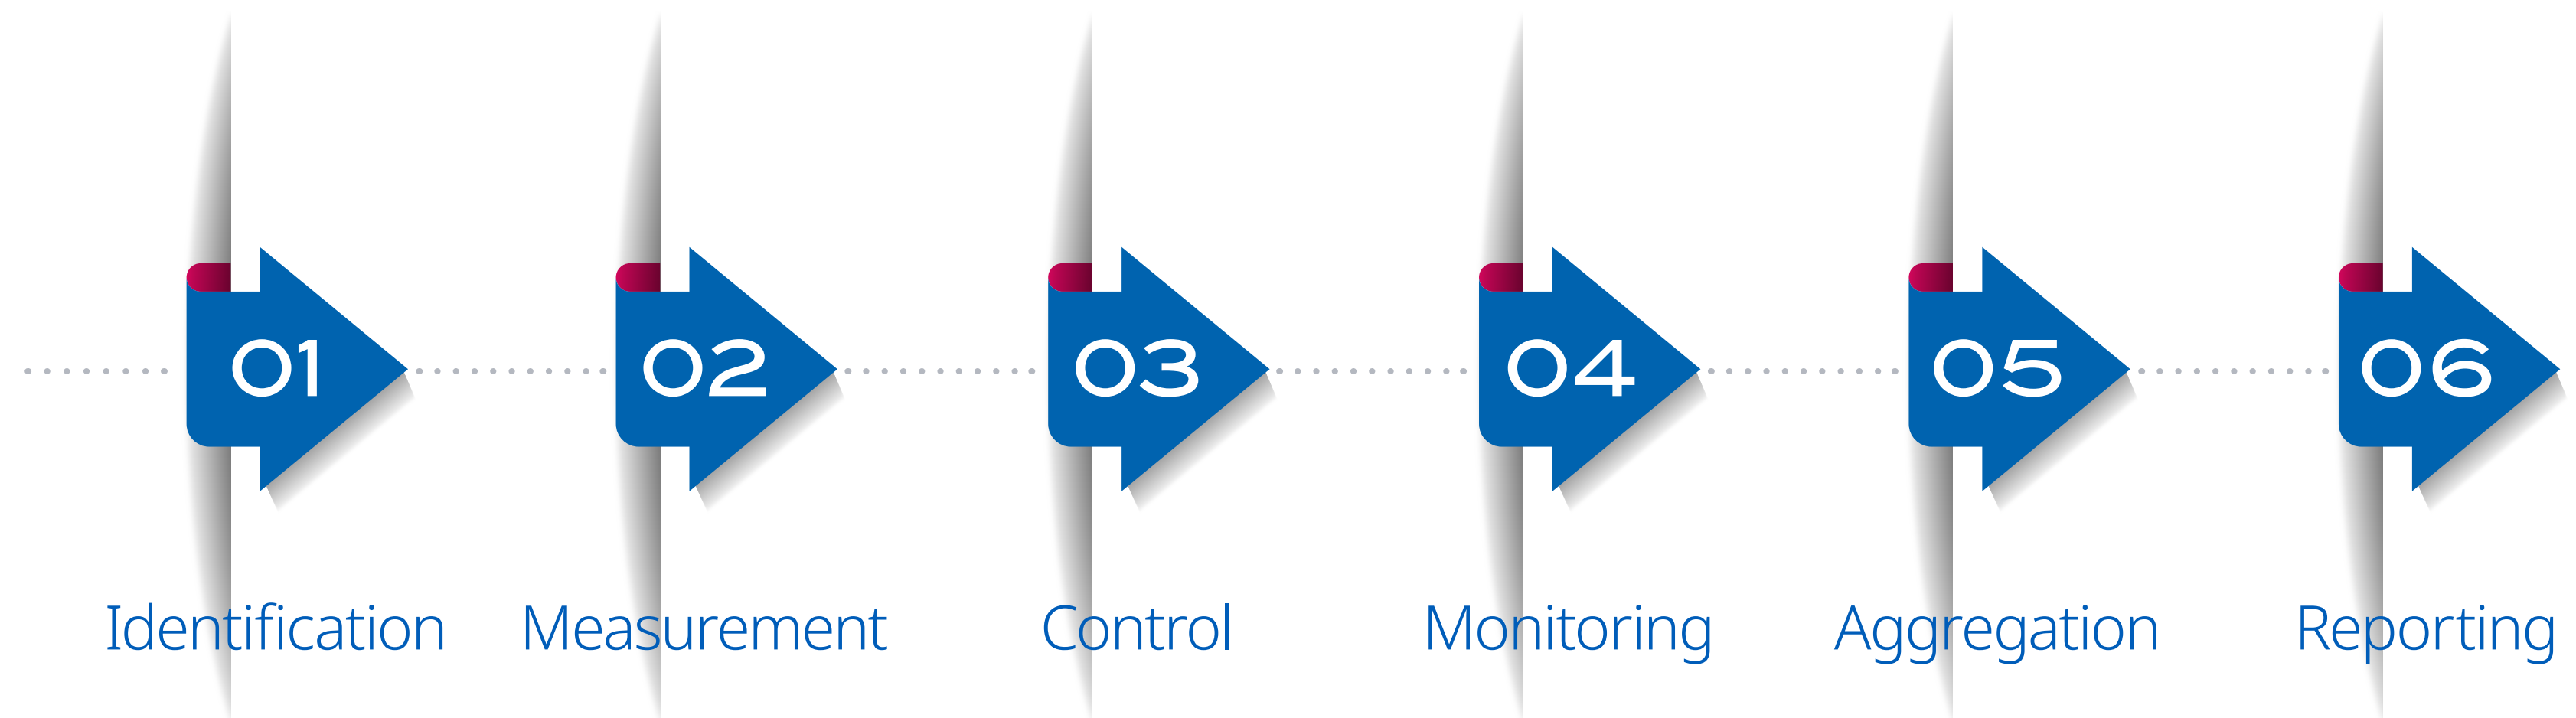 01
02
03
04
05
06
Identification
Measurement
Control
Monitoring
Aggregation
Reporting